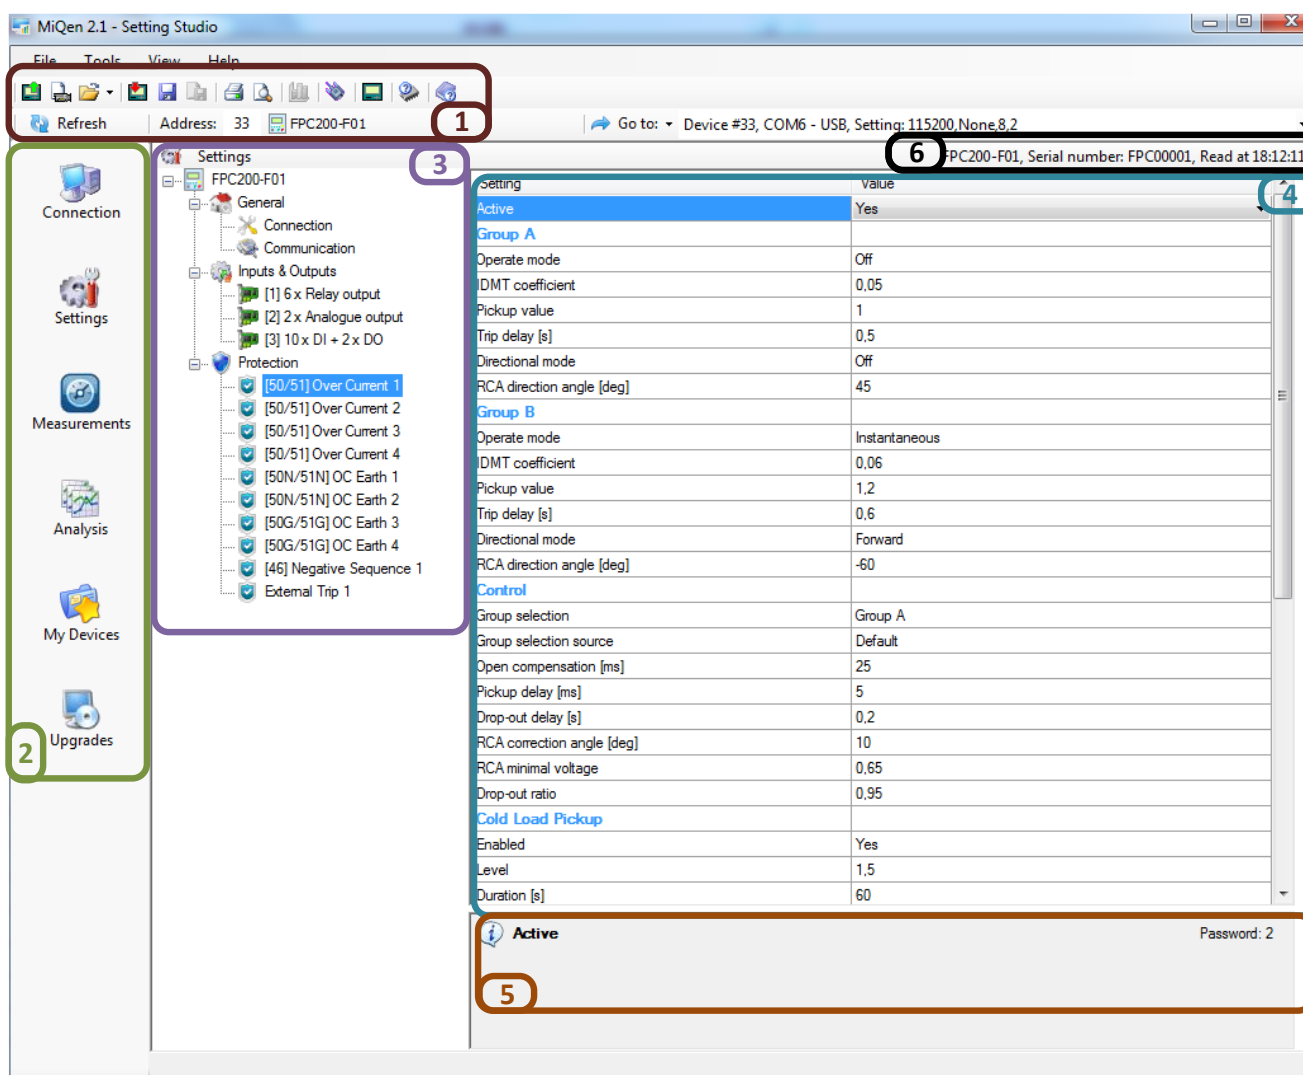 MiQen 2.1 - Setting Studio
File Tools View Help
1
Refresh Address: 33 FPC200-F01 Go to: Device #33, COM6 - USB, Setting: 115200,None,8,2
6 FPC200-F01, Serial number: FPC00001, Read at 18:12:11
2
Connection
Settings
Measurements
Analysis
My Devices
Upgrades
3
Settings
FPC200-F01
General
Connection
Communication
Inputs & Outputs
[1] 6 x Relay output
[2] 2 x Analogue output
[3] 10 x DI + 2 x DO
Protection
[50/51] Over Current 1
[50/51] Over Current 2
[50/51] Over Current 3
[50/51] Over Current 4
[50N/51N] OC Earth 1
[50N/51N] OC Earth 2
[50G/51G] OC Earth 3
[50G/51G] OC Earth 4
[46] Negative Sequence 1
External Trip 1
4
Setting Value
Active Yes
Group A
Operate mode Off
IDMT coefficient 0,05
Pickup value 1
Trip delay [s] 0,5
Directional mode Off
RCA direction angle [deg] 45
Group B
Operate mode Instantaneous
IDMT coefficient 0,06
Pickup value 1,2
Trip delay [s] 0,6
Directional mode Forward
RCA direction angle [deg] -60
Control
Group selection Group A
Group selection source Default
Open compensation [ms] 25
Pickup delay [ms] 5
Drop-out delay [s] 0,2
RCA correction angle [deg] 10
RCA minimal voltage 0,65
Drop-out ratio 0,95
Cold Load Pickup
Enabled Yes
Level 1,5
Duration [s] 60
Active Password: 2
5